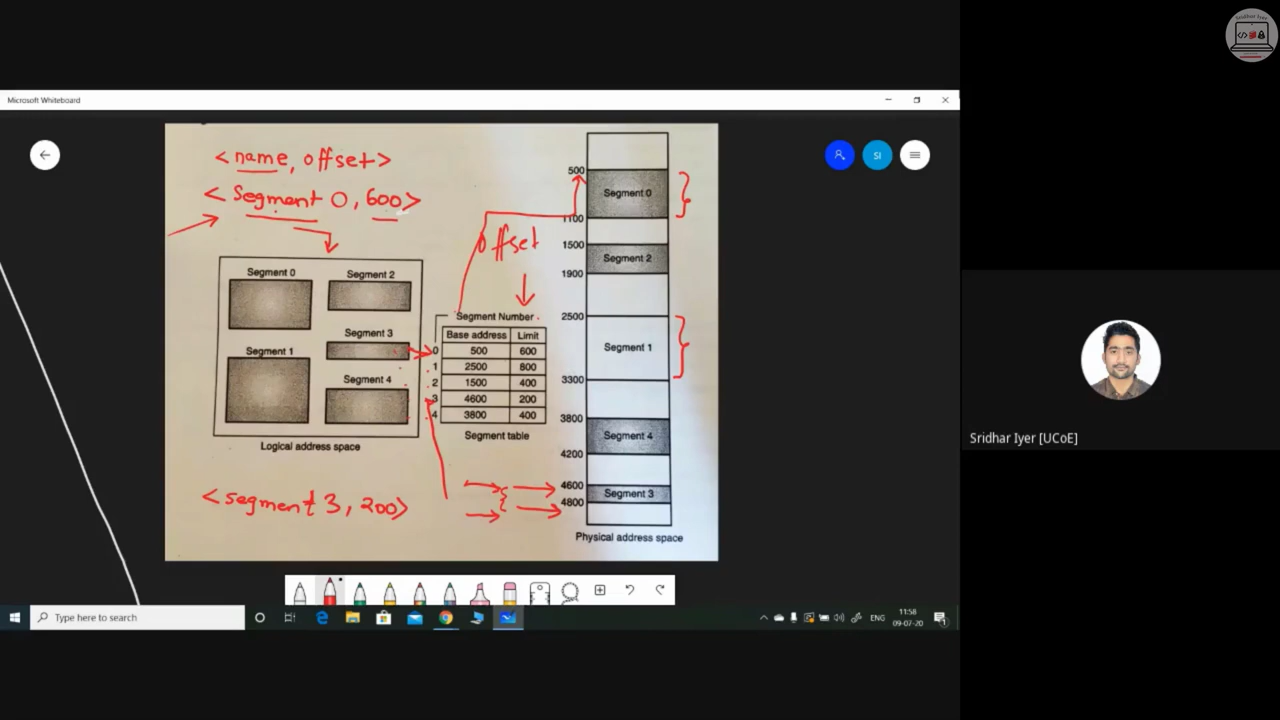 Sridhar Iyer
Microsoft Whiteboard
SI
<name, offset>
<Segment 0, 600>
offset
Segment 0
Segment 2
Segment 3
Segment 1
Segment 4
Logical address space
Segment Number
Base address Limit
0 500 600
1 2500 800
2 1500 400
3 4600 200
4 3800 400
Segment table
<segment 3, 200>
500
Segment 0
1100
1500
Segment 2
1900
2500
Segment 1
3300
3800
Segment 4
4200
4600
Segment 3
4800
Physical address space
Sridhar Iyer [UCoE]
Type here to search
ENG
11:58
09-07-20